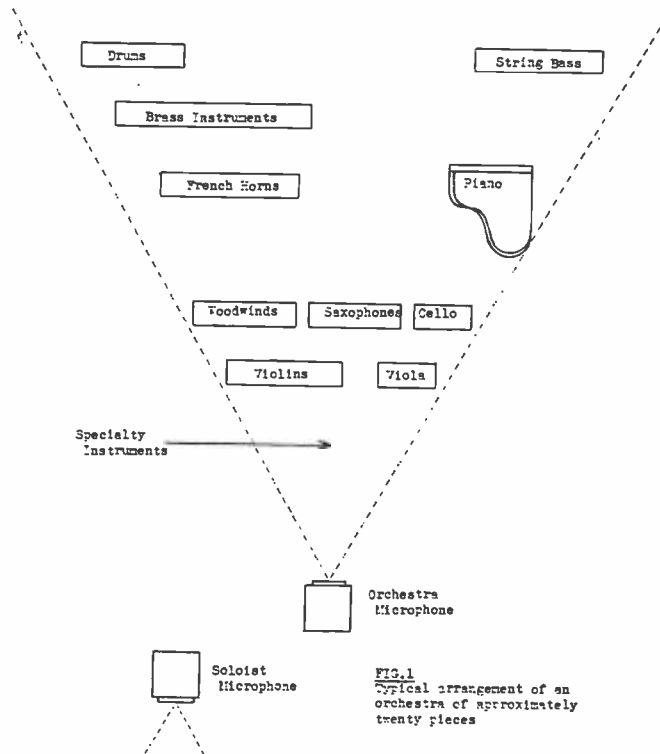 Drums
String Bass
Brass Instruments
French Horns
Piano
Woodwinds
Saxophones
Cello
Violins
Viola
Specialty
Instruments
Orchestra
Microphone
Soloist
Microphone
FIG.1
Typical arrangement of an
orchestra of approximately
twenty pieces